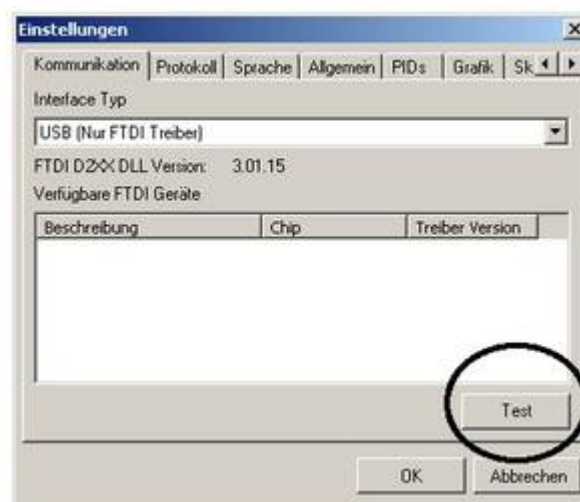 Einstellungen
Kommunikation Protokoll Sprache Allgemein PIDs Grafik Sk
Interface Typ
USB (Nur FTDI Treiber)
FTDI D2XX DLL Version: 3.01.15
Verfügbare FTDI Geräte
Beschreibung Chip Treiber Version
Test
OK Abbrechen